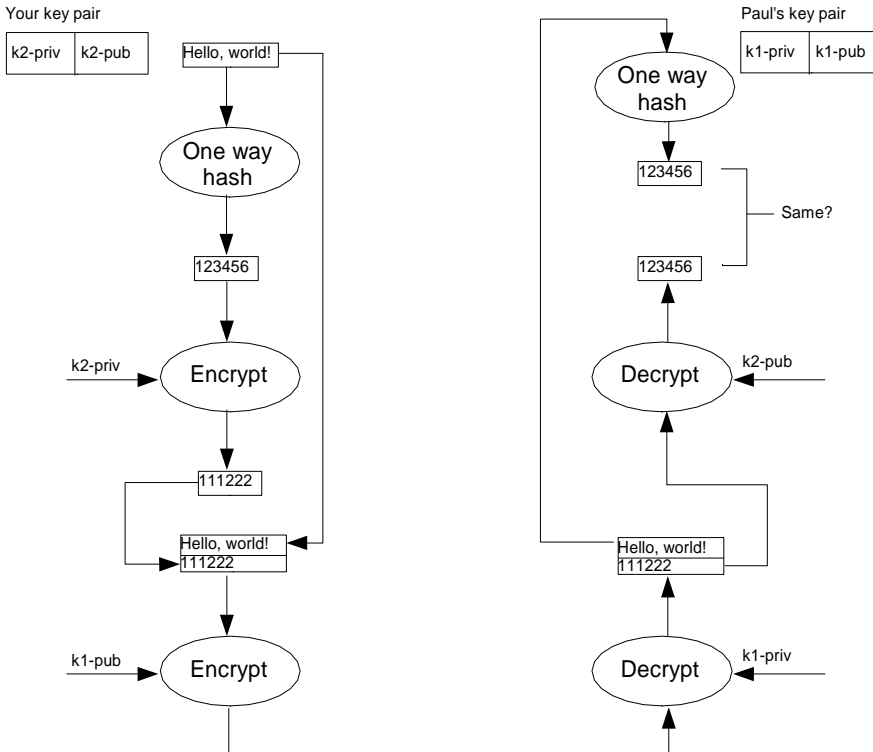 Your key pair
k2-priv k2-pub
Hello, world!
One way
hash
123456
k2-priv
Encrypt
111222
Hello, world!
111222
k1-pub
Encrypt
Paul's key pair
k1-priv k1-pub
One way
hash
123456
Same?
123456
Decrypt
k2-pub
Hello, world!
111222
Decrypt
k1-priv